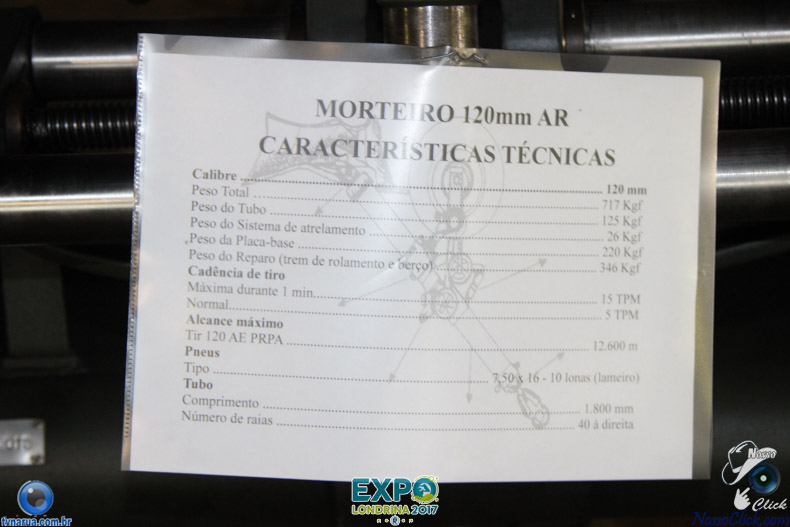 MORTEIRO 120mm AR
CARACTERÍSTICAS TÉCNICAS
Calibre ........ 120 mm
Peso Total ........ 717 Kgf
Peso do Tubo ........ 125 Kgf
Peso do Sistema de atrelamento ........ 26 Kgf
Peso da Placa-base ........ 220 Kgf
Peso do Reparo (trem de rolamento e berço) ........ 346 Kgf
Cadência de tiro
Máxima durante 1 min ........ 15 TPM
Normal ........ 5 TPM
Alcance máximo
Tir 120 AE PRPA ........ 12.600 m
Pneus
Tipo ........ 7,50 x 16 - 10 lonas (lameiro)
Tubo
Comprimento ........ 1.800 mm
Número de raias ........ 40 à direita
tvnarua.com.br
EXPO
LONDRINA 2017
Nosso
Click